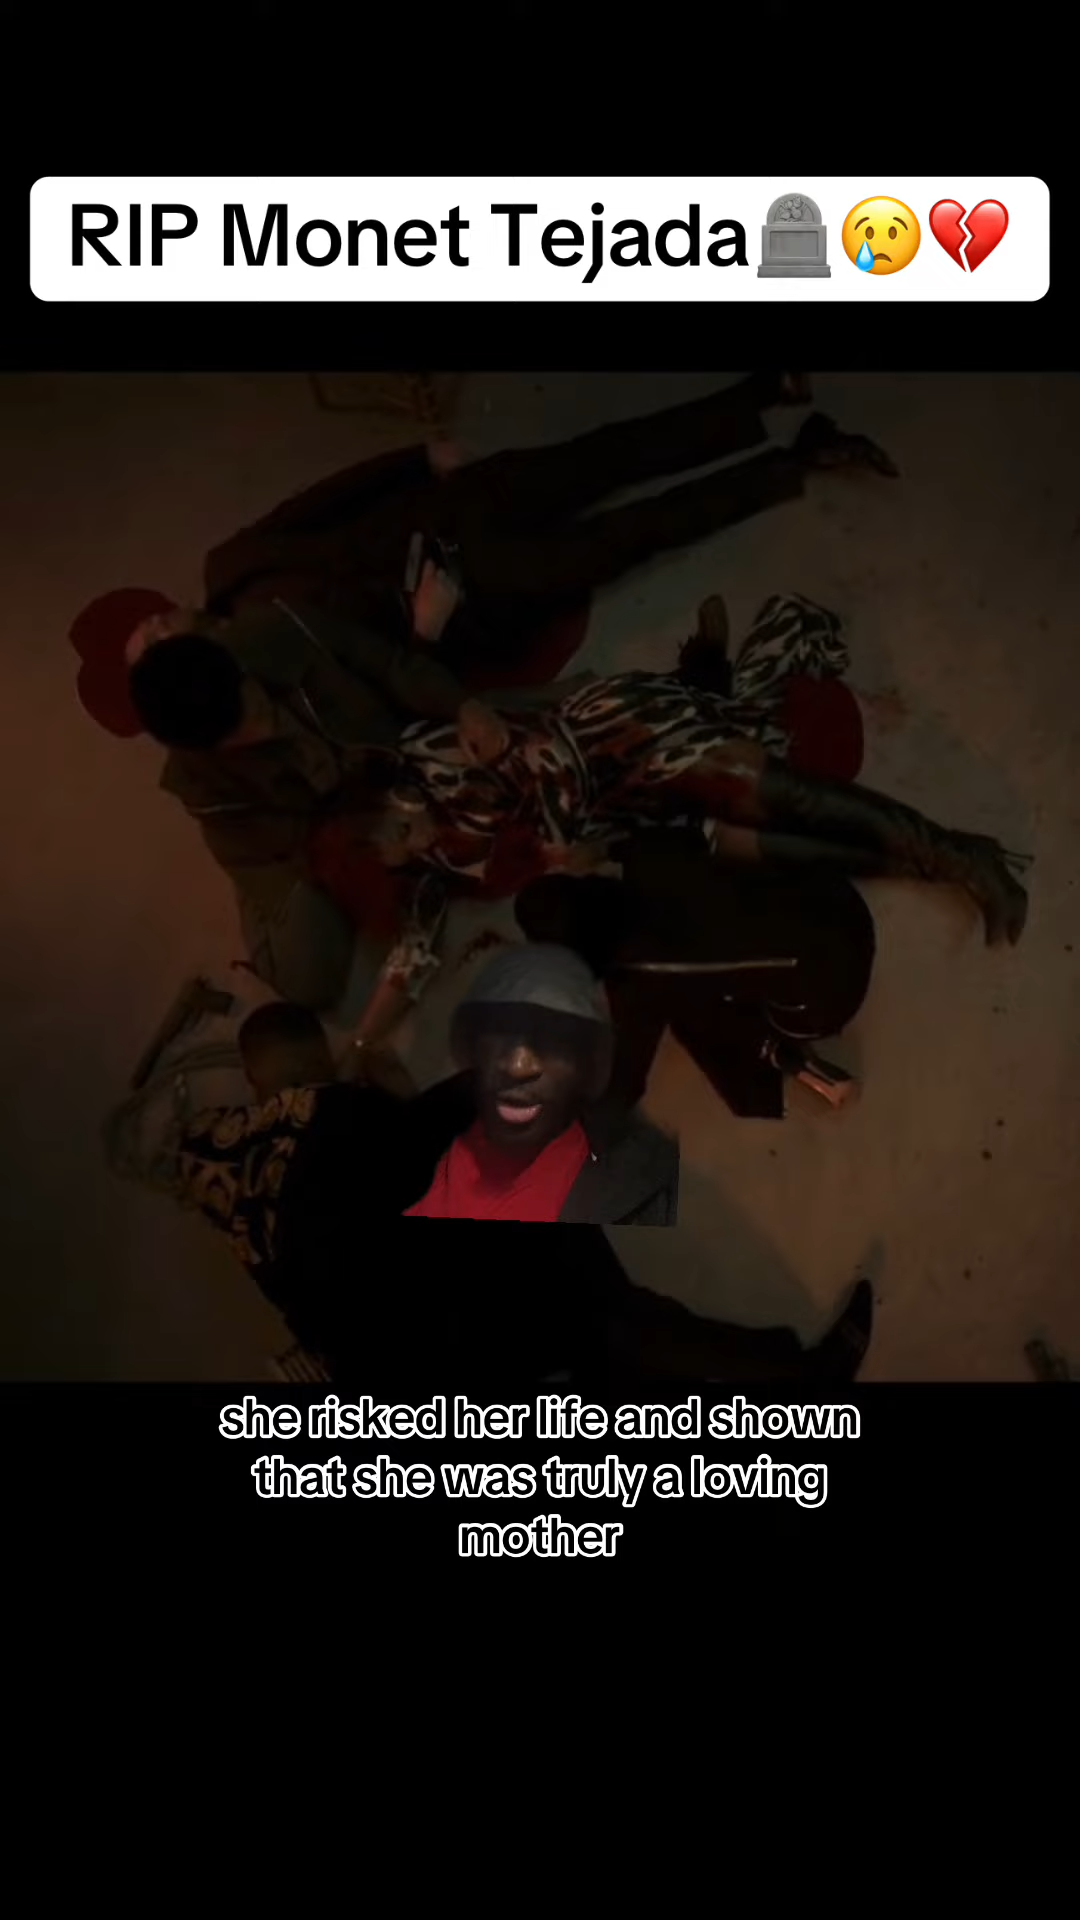 RIP Monet Tejada🪦😢💔
she risked her life and shown
that she was truly a loving
mother